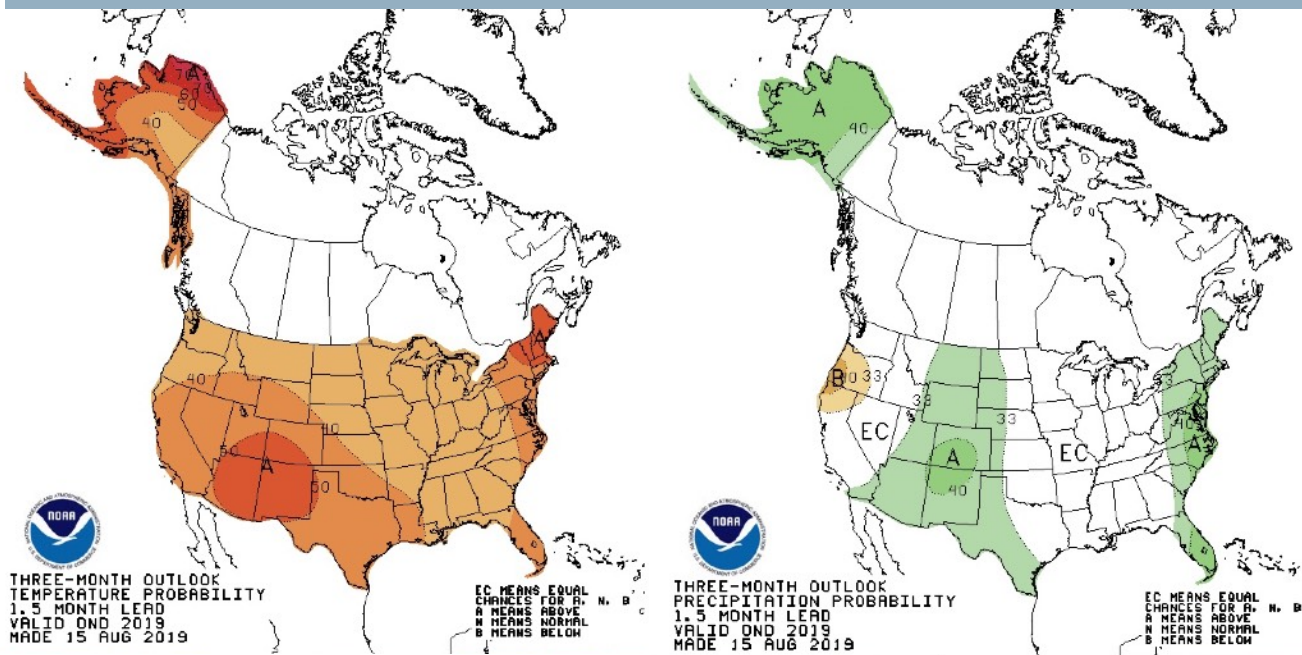 A
70
70
60
50
40
A
40
40
A
50
50
NOAA
THREE-MONTH OUTLOOK
TEMPERATURE PROBABILITY
1.5 MONTH LEAD
VALID OND 2019
MADE 15 AUG 2019
EC MEANS EQUAL
CHANCES FOR A, N, B
A MEANS ABOVE
N MEANS NORMAL
B MEANS BELOW
A
40
B
40
33
33
33
33
EC
EC
40
A
A
40
NOAA
THREE-MONTH OUTLOOK
PRECIPITATION PROBABILITY
1.5 MONTH LEAD
VALID OND 2019
MADE 15 AUG 2019
EC MEANS EQUAL
CHANCES FOR A, N, B
A MEANS ABOVE
N MEANS NORMAL
B MEANS BELOW